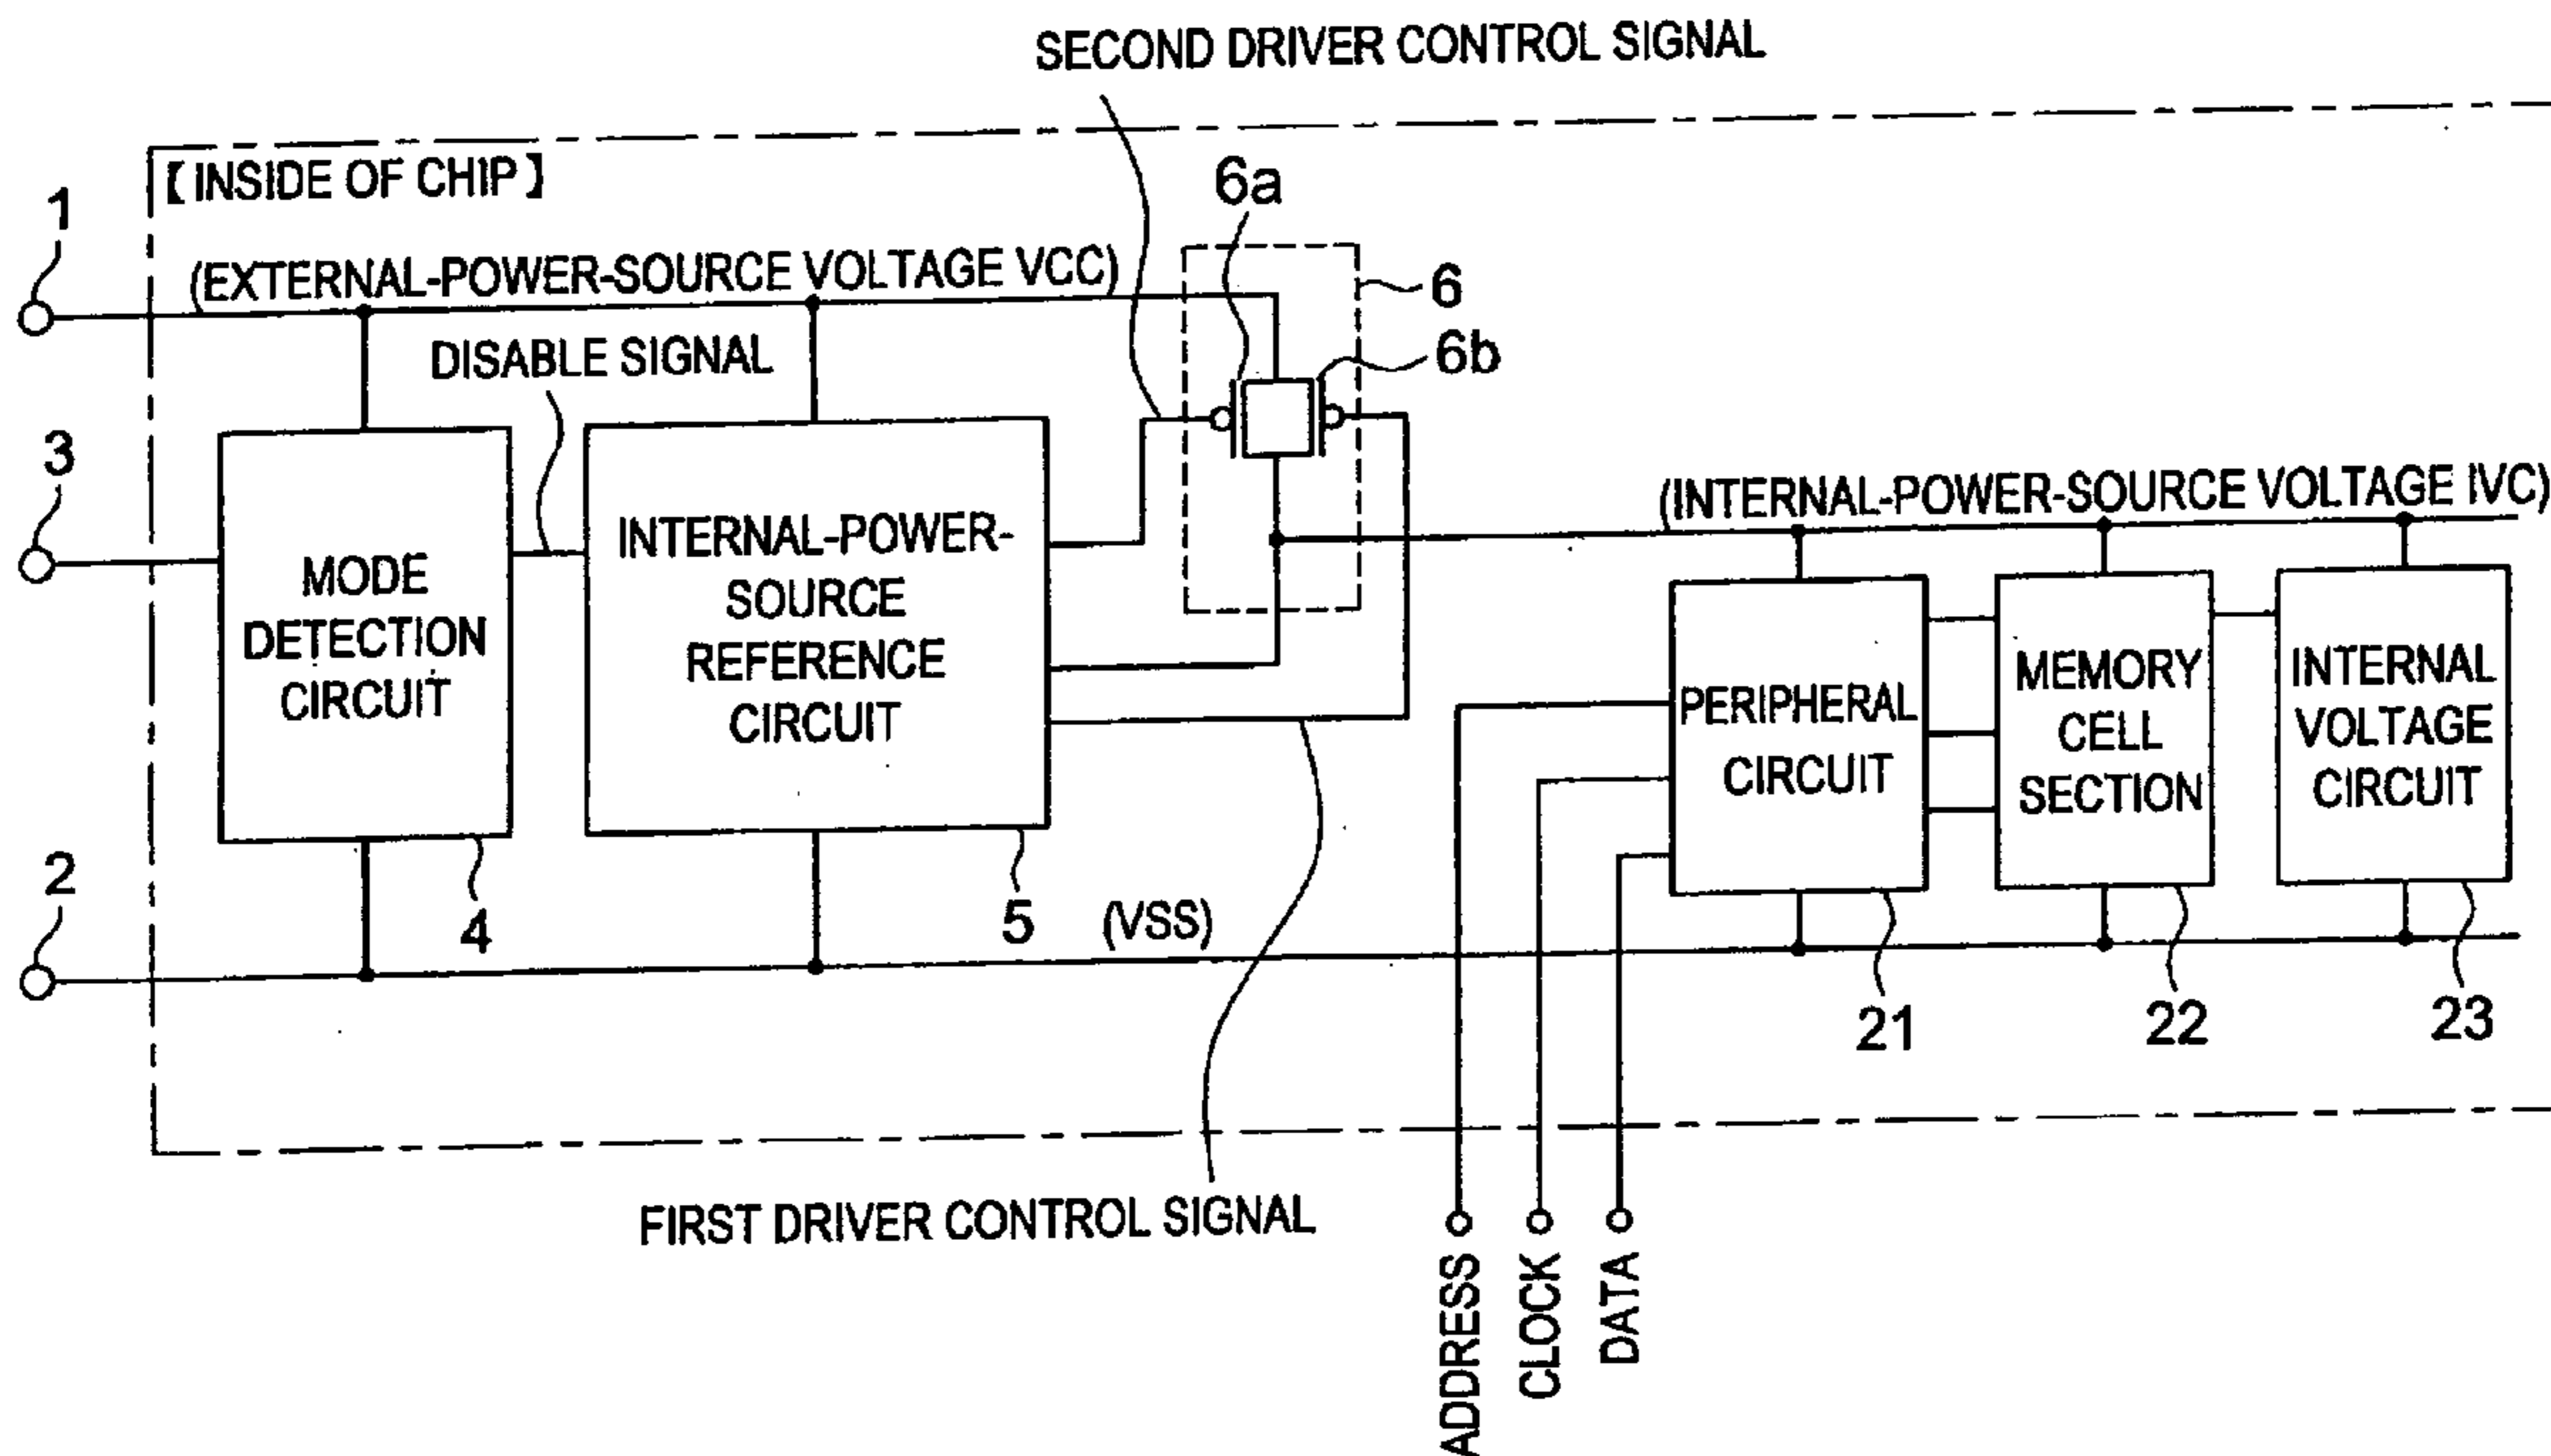 SECOND DRIVER CONTROL SIGNAL
【INSIDE OF CHIP】
6a
1
(EXTERNAL-POWER-SOURCE VOLTAGE VCC)
6
DISABLE SIGNAL
6b
3
(INTERNAL-POWER-SOURCE VOLTAGE IVC)
MODE
DETECTION
CIRCUIT
INTERNAL-POWER-
SOURCE
REFERENCE
CIRCUIT
PERIPHERAL
CIRCUIT
MEMORY
CELL
SECTION
INTERNAL
VOLTAGE
CIRCUIT
2
4
5
(VSS)
21
22
23
FIRST DRIVER CONTROL SIGNAL
ADDRESS
CLOCK
DATA